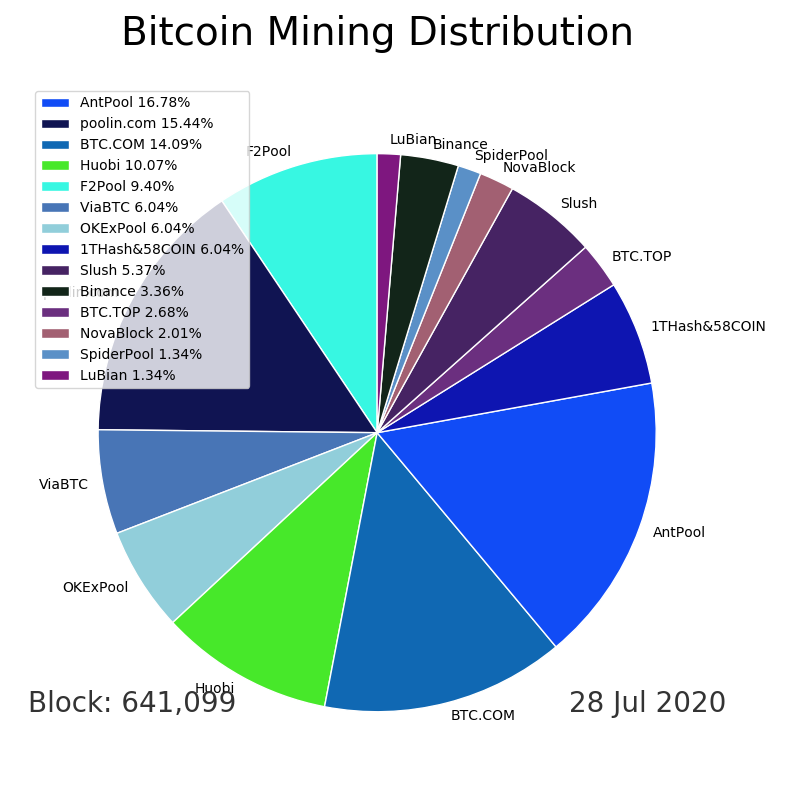 Bitcoin Mining Distribution
AntPool 16.78%
poolin.com 15.44%
BTC.COM 14.09%
Huobi 10.07%
F2Pool 9.40%
ViaBTC 6.04%
OKExPool 6.04%
1THash&58COIN 6.04%
Slush 5.37%
Binance 3.36%
BTC.TOP 2.68%
NovaBlock 2.01%
SpiderPool 1.34%
LuBian 1.34%
F2Pool
LuBian
Binance
SpiderPool
NovaBlock
Slush
BTC.TOP
1THash&58COIN
AntPool
BTC.COM
Huobi
OKExPool
ViaBTC
Block: 641,099
28 Jul 2020